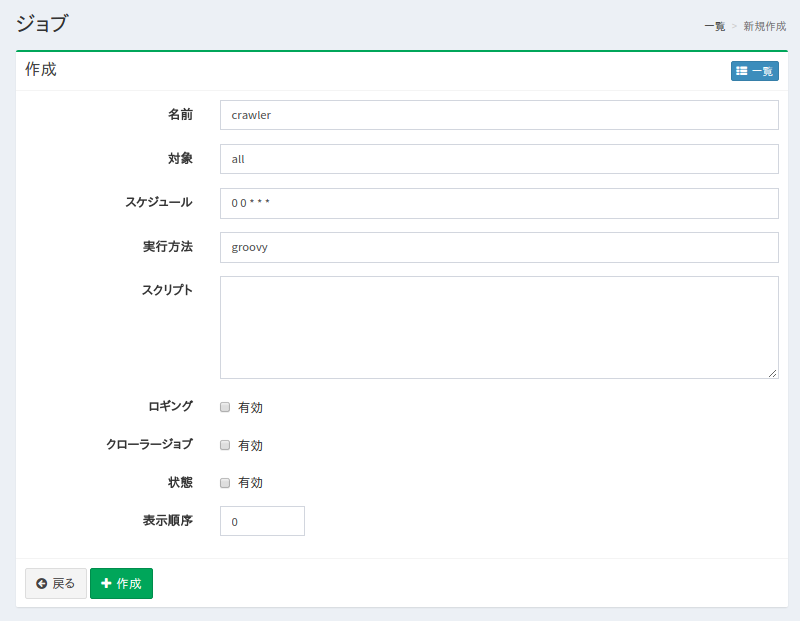 ジョブ
一覧 > 新規作成
作成
一覧
名前 crawler
対象 all
スケジュール 0 0 * * *
実行方法 groovy
スクリプト
ロギング 有効
クローラージョブ 有効
状態 有効
表示順序 0
戻る 作成